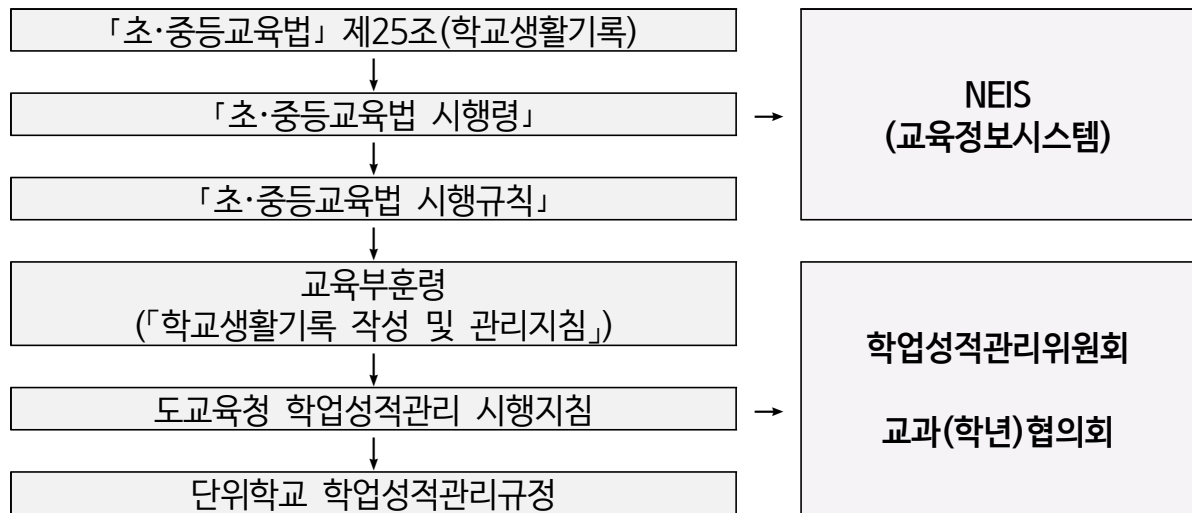 「초·중등교육법」 제25조(학교생활기록)
「초·중등교육법 시행령」
「초·중등교육법 시행규칙」
교육부훈령
(「학교생활기록 작성 및 관리지침」)
도교육청 학업성적관리 시행지침
단위학교 학업성적관리규정
NEIS
(교육정보시스템)
학업성적관리위원회
교과(학년)협의회